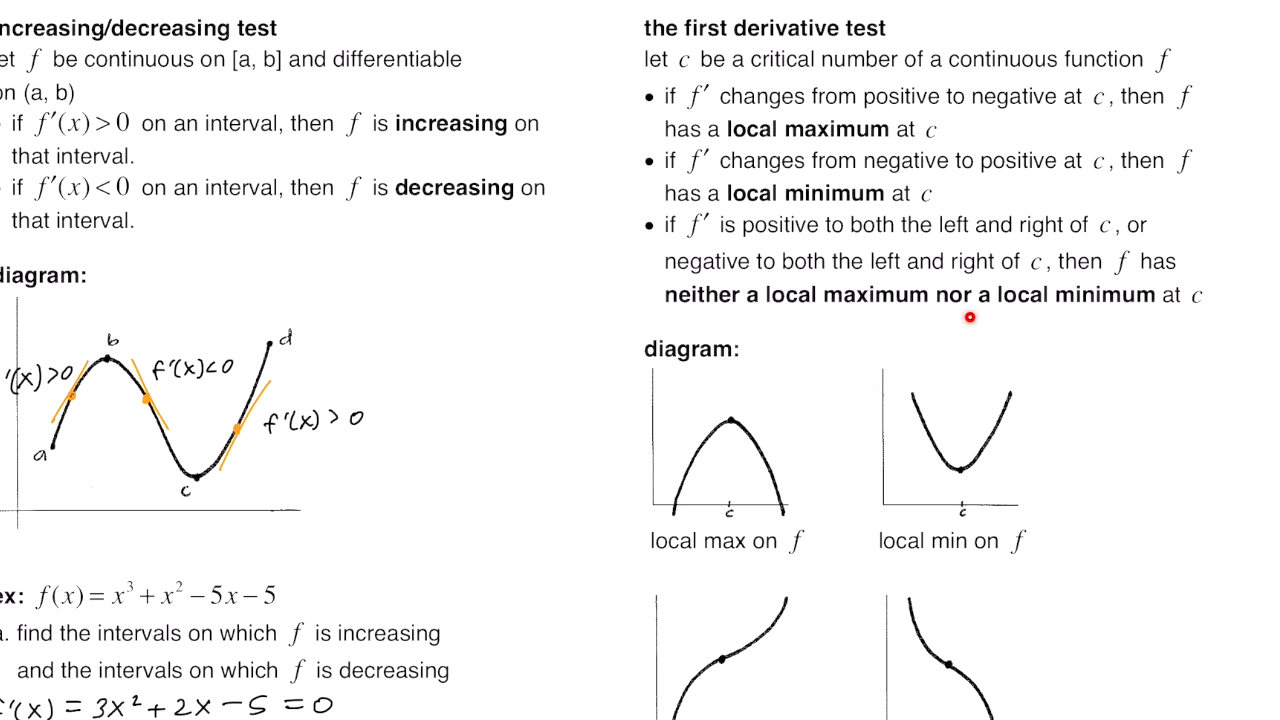 ncreasing/decreasing test
et f be continuous on [a, b] and differentiable
on (a, b)
if f′(x)>0 on an interval, then f is increasing on
that interval.
if f′(x)<0 on an interval, then f is decreasing on
that interval.
diagram:
b
d
'(x)>0
f'(x)<0
f'(x) > 0
a
c
ex: f(x)= x³ + x² − 5x − 5
a. find the intervals on which f is increasing
and the intervals on which f is decreasing
f'(x) = 3x² + 2x − 5 = 0
the first derivative test
let c be a critical number of a continuous function f
• if f′ changes from positive to negative at c, then f
has a local maximum at c
• if f′ changes from negative to positive at c, then f
has a local minimum at c
• if f′ is positive to both the left and right of c, or
negative to both the left and right of c, then f has
neither a local maximum nor a local minimum at c
diagram:
c
c
local max on f
local min on f